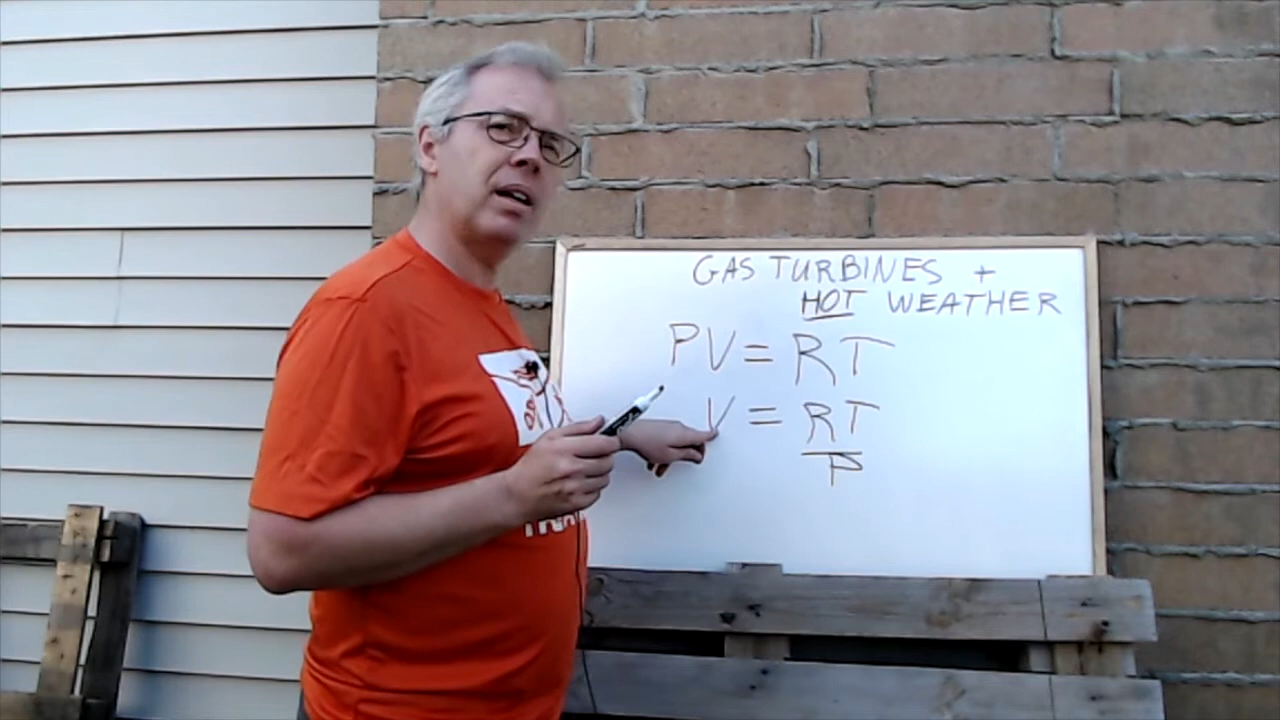 GAS TURBINES +
HOT WEATHER
PV = RT
V = RT
P